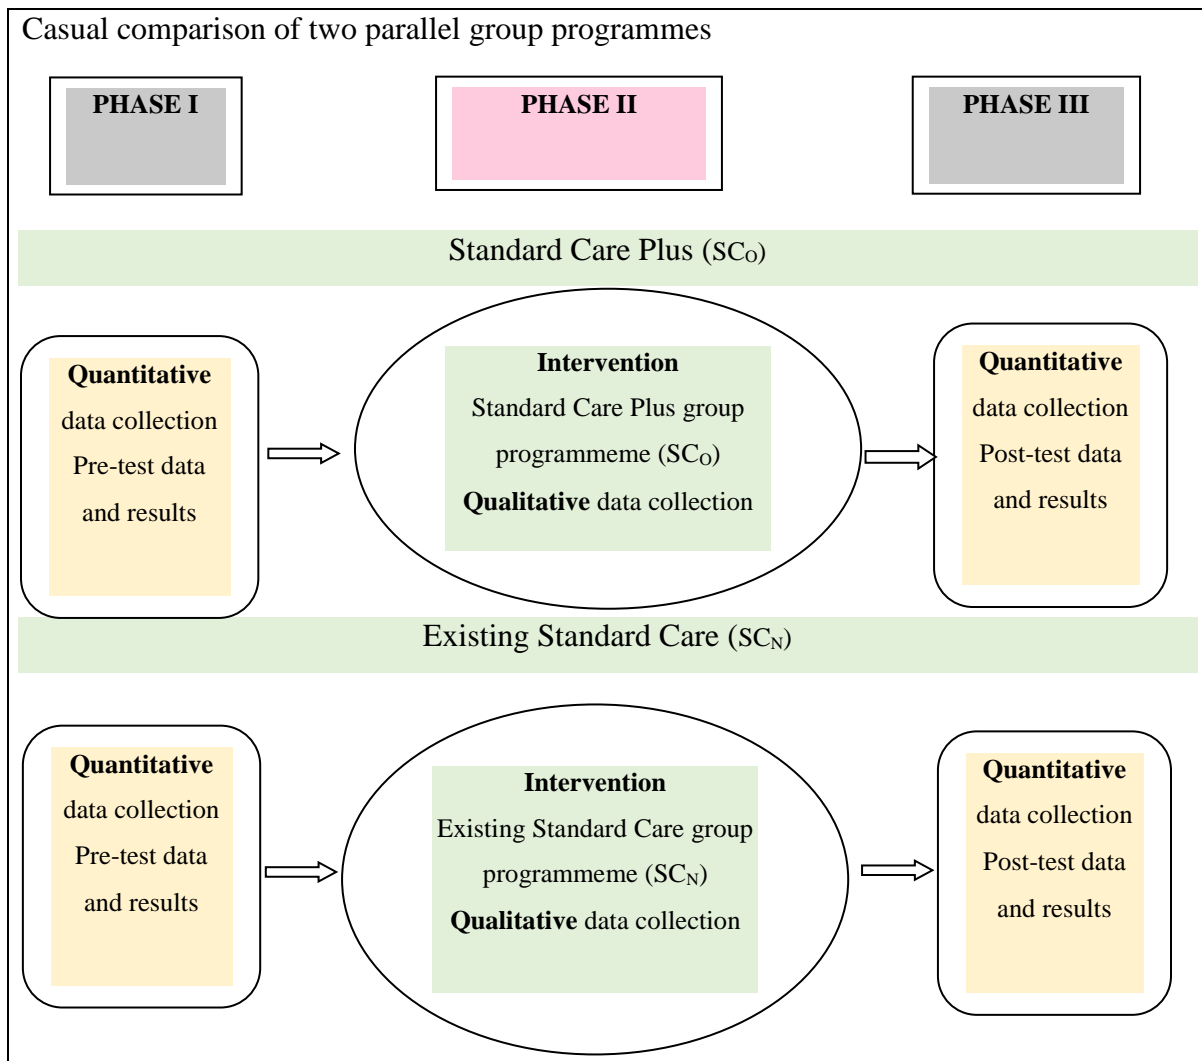 Casual comparison of two parallel group programmes
PHASE I
PHASE II
PHASE III
Standard Care Plus (SCO)
Quantitative
data collection
Pre-test data
and results
Intervention
Standard Care Plus group
programmeme (SCO)
Qualitative data collection
Quantitative
data collection
Post-test data
and results
Existing Standard Care (SCN)
Quantitative
data collection
Pre-test data
and results
Intervention
Existing Standard Care group
programmeme (SCN)
Qualitative data collection
Quantitative
data collection
Post-test data
and results